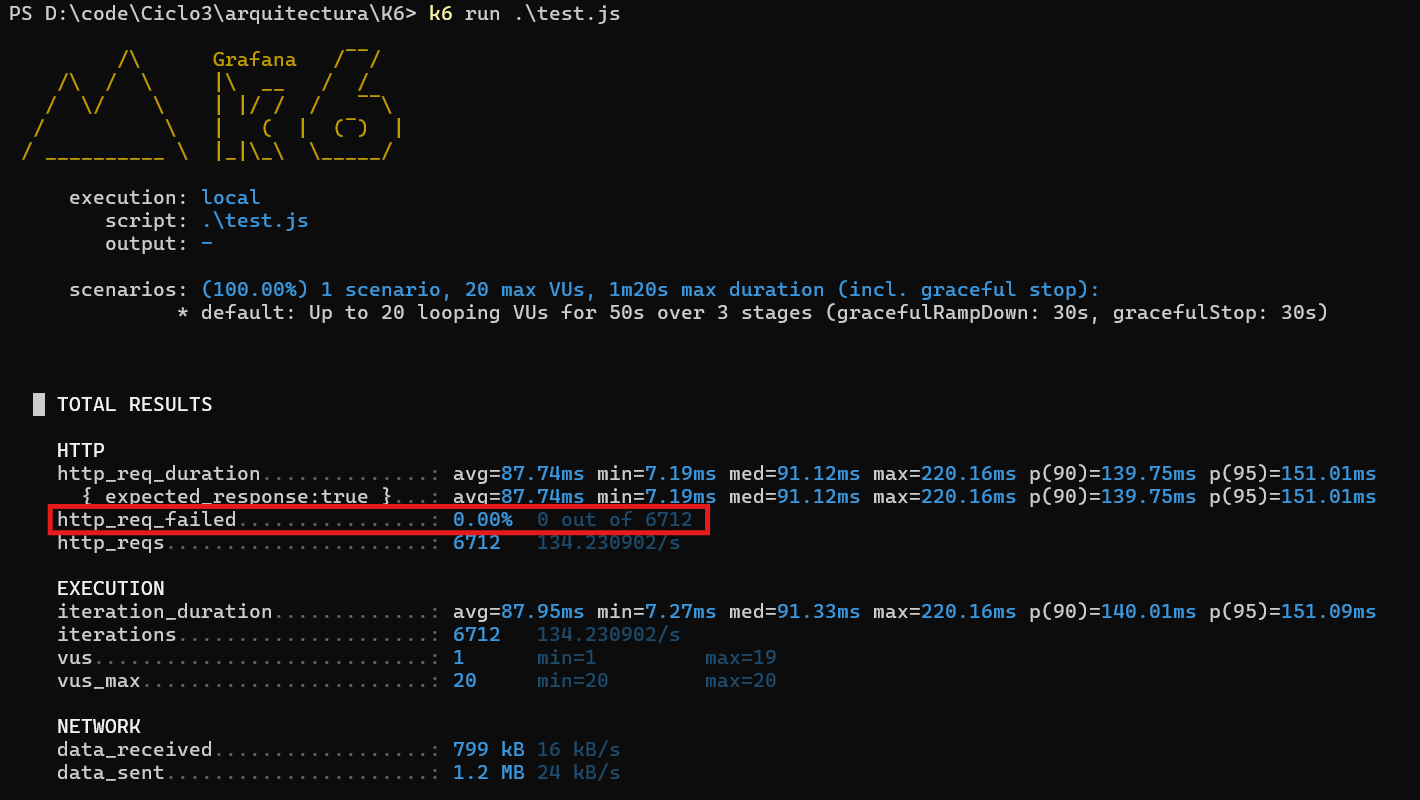 PS D:\code\Ciclo3\arquitectura\K6> k6 run .\test.js
Grafana
execution: local
script: .\test.js
output: -
scenarios: (100.00%) 1 scenario, 20 max VUs, 1m20s max duration (incl. graceful stop):
* default: Up to 20 looping VUs for 50s over 3 stages (gracefulRampDown: 30s, gracefulStop: 30s)
TOTAL RESULTS
HTTP
http_req_duration..............: avg=87.74ms min=7.19ms med=91.12ms max=220.16ms p(90)=139.75ms p(95)=151.01ms
{ expected_response:true }...: avg=87.74ms min=7.19ms med=91.12ms max=220.16ms p(90)=139.75ms p(95)=151.01ms
http_req_failed................: 0.00% 0 out of 6712
http_reqs......................: 6712 134.230902/s
EXECUTION
iteration_duration.............: avg=87.95ms min=7.27ms med=91.33ms max=220.16ms p(90)=140.01ms p(95)=151.09ms
iterations.....................: 6712 134.230902/s
vus............................: 1 min=1 max=19
vus_max........................: 20 min=20 max=20
NETWORK
data_received..................: 799 kB 16 kB/s
data_sent......................: 1.2 MB 24 kB/s